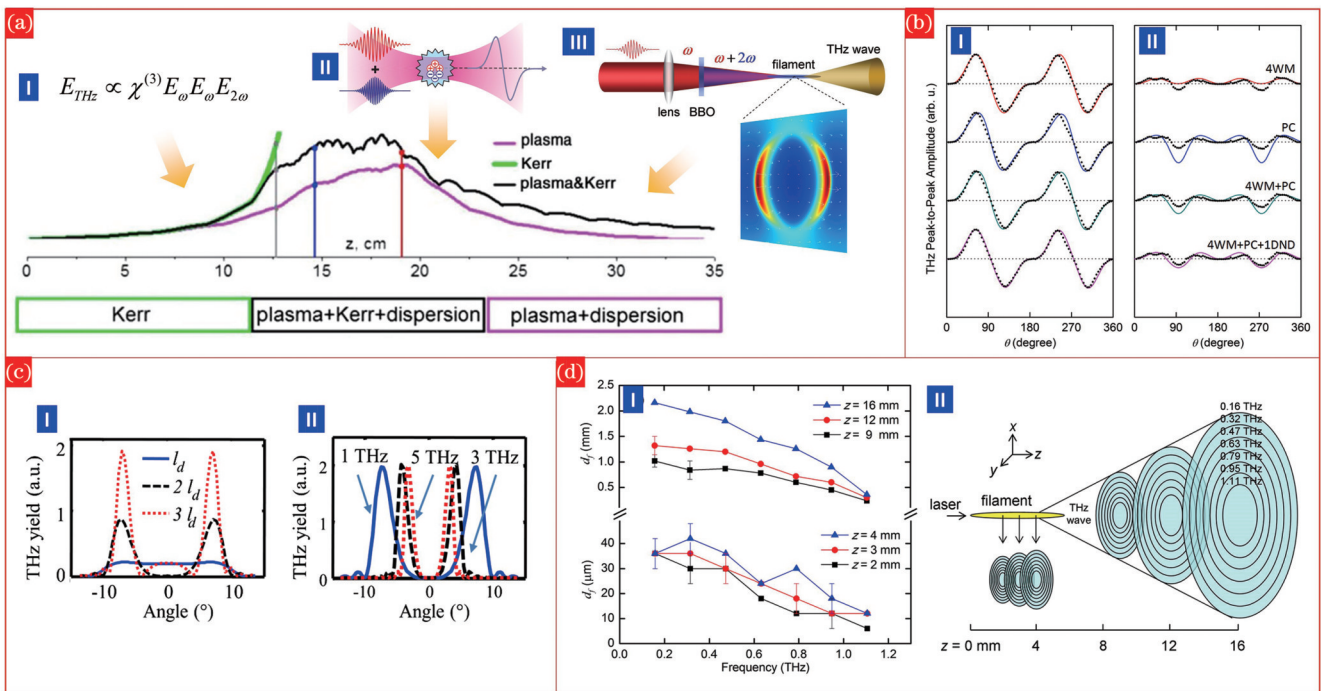 (a)
I
E_THz ∝ χ^(3) E_ω E_ω E_2ω
II
+
III
ω
ω+2ω
filament
THz wave
lens
BBO
plasma
Kerr
plasma&Kerr
z, cm
0 5 10 15 20 25 30 35
Kerr
plasma+Kerr+dispersion
plasma+dispersion
(b)
I
II
THz Peak-to-Peak Amplitude (arb. u.)
4WM
PC
4WM+PC
4WM+PC+1DND
0 90 180 270 360
0 90 180 270 360
θ (degree)
θ (degree)
(c)
I
THz yield (a.u.)
2
1
0
l_d
2 l_d
3 l_d
-10 0 10
Angle (°)
II
THz yield (a.u.)
2
1
0
1 THz
5 THz
3 THz
-10 0 10
Angle (°)
(d)
I
d_f (mm)
2.5
2.0
1.5
1.0
0.5
z = 16 mm
z = 12 mm
z = 9 mm
d_f (μm)
40
30
20
10
0
z = 4 mm
z = 3 mm
z = 2 mm
0.0 0.2 0.4 0.6 0.8 1.0 1.2
Frequency (THz)
II
x
y
z
laser
filament
THz
wave
0.16 THz
0.32 THz
0.47 THz
0.63 THz
0.79 THz
0.95 THz
1.11 THz
z = 0 mm 4 8 12 16